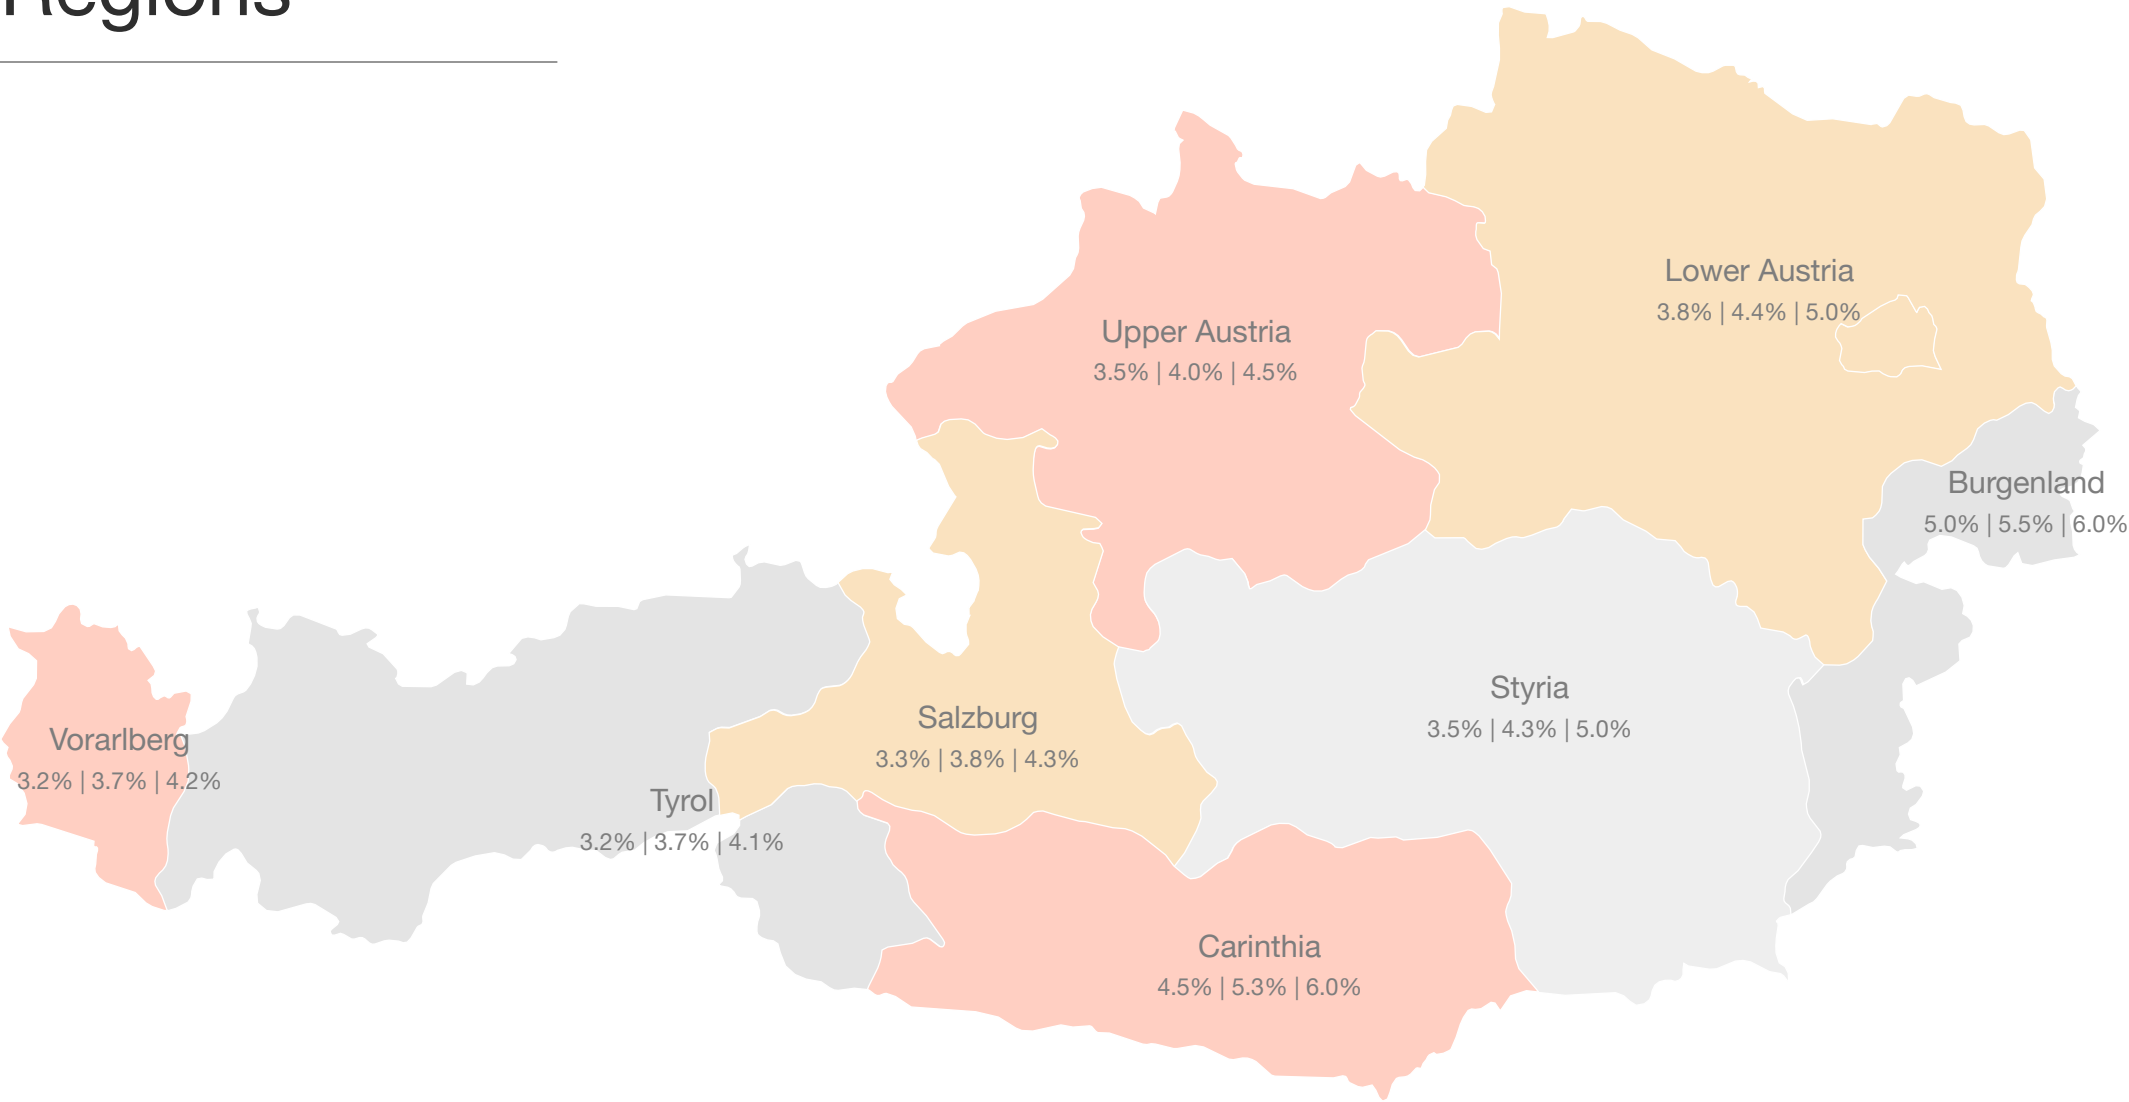 Regions
Lower Austria
3.8% | 4.4% | 5.0%
Upper Austria
3.5% | 4.0% | 4.5%
Burgenland
5.0% | 5.5% | 6.0%
Styria
3.5% | 4.3% | 5.0%
Salzburg
3.3% | 3.8% | 4.3%
Vorarlberg
3.2% | 3.7% | 4.2%
Tyrol
3.2% | 3.7% | 4.1%
Carinthia
4.5% | 5.3% | 6.0%